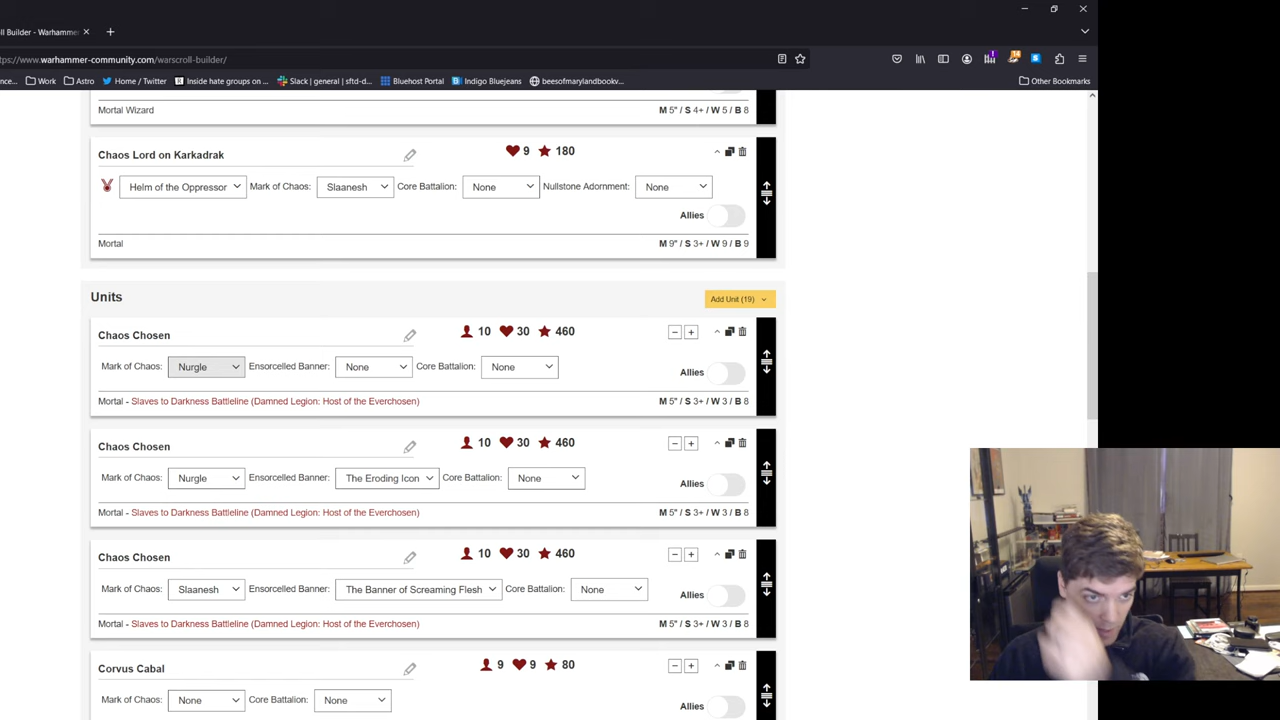 ll Builder - Warhamme
ttps://www.warhammer-community.com/warscroll-builder/
1
14
nce...
Work
Astro
Home / Twitter
Inside hate groups on ...
Slack | general | sftd-d...
Bluehost Portal
Indigo Bluejeans
beesofmarylandbookv...
Other Bookmarks
Mortal Wizard
M 5" / S 4+ / W 5 / B 8
Chaos Lord on Karkadrak
9 180
Helm of the Oppressor Mark of Chaos: Slaanesh Core Battalion: None Nullstone Adornment: None
Allies
Mortal
M 9" / S 3+ / W 9 / B 9
Units
Add Unit (19)
Chaos Chosen
10 30 460
Mark of Chaos: Nurgle Ensorcelled Banner: None Core Battalion: None
Allies
Mortal - Slaves to Darkness Battleline (Damned Legion: Host of the Everchosen)
M 5" / S 3+ / W 3 / B 8
Chaos Chosen
10 30 460
Mark of Chaos: Nurgle Ensorcelled Banner: The Eroding Icon Core Battalion: None
Allies
Mortal - Slaves to Darkness Battleline (Damned Legion: Host of the Everchosen)
M 5" / S 3+ / W 3 / B 8
Chaos Chosen
10 30 460
Mark of Chaos: Slaanesh Ensorcelled Banner: The Banner of Screaming Flesh Core Battalion: None
Allies
Mortal - Slaves to Darkness Battleline (Damned Legion: Host of the Everchosen)
M 5" / S 3+ / W 3 / B 8
Corvus Cabal
9 9 80
Mark of Chaos: None Core Battalion: None
Allies